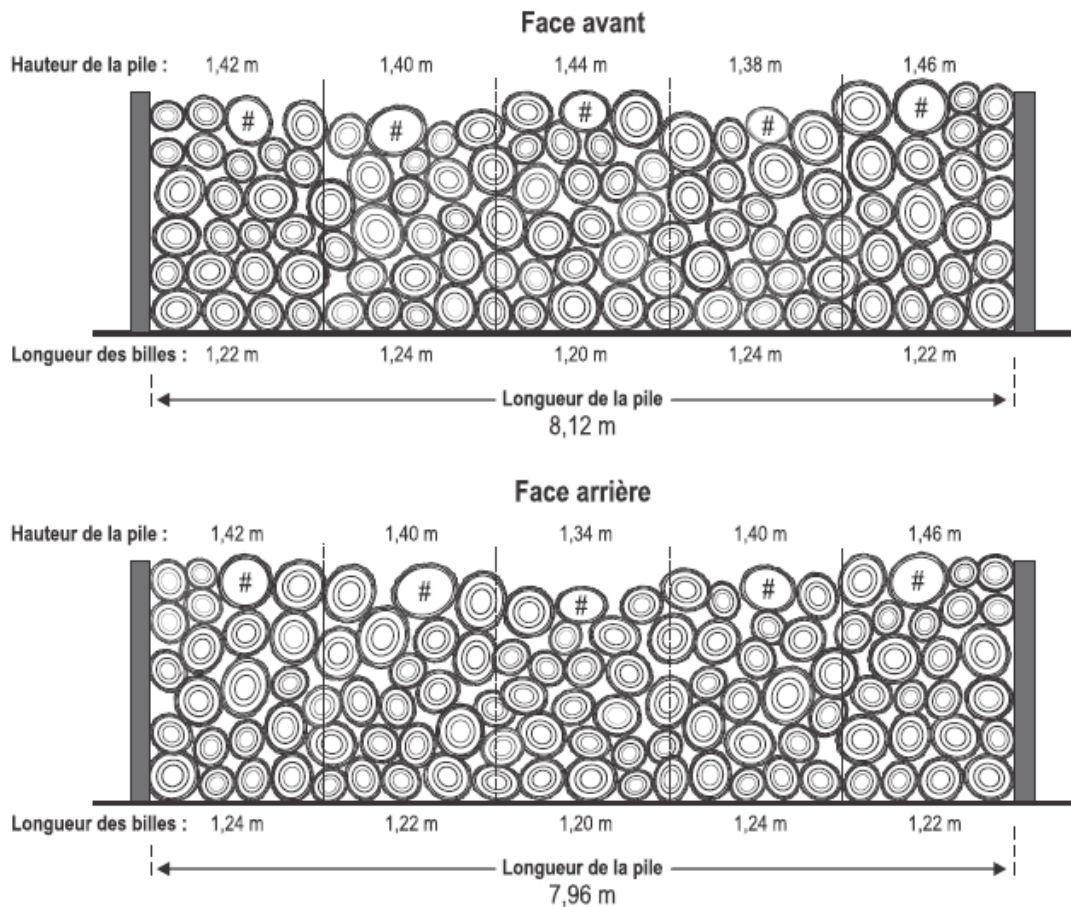 Face avant
Hauteur de la pile : 1,42 m 1,40 m 1,44 m 1,38 m 1,46 m
# # # # #
Longueur des billes : 1,22 m 1,24 m 1,20 m 1,24 m 1,22 m
Longueur de la pile
8,12 m
Face arrière
Hauteur de la pile : 1,42 m 1,40 m 1,34 m 1,40 m 1,46 m
# # # # #
Longueur des billes : 1,24 m 1,22 m 1,20 m 1,24 m 1,22 m
Longueur de la pile
7,96 m